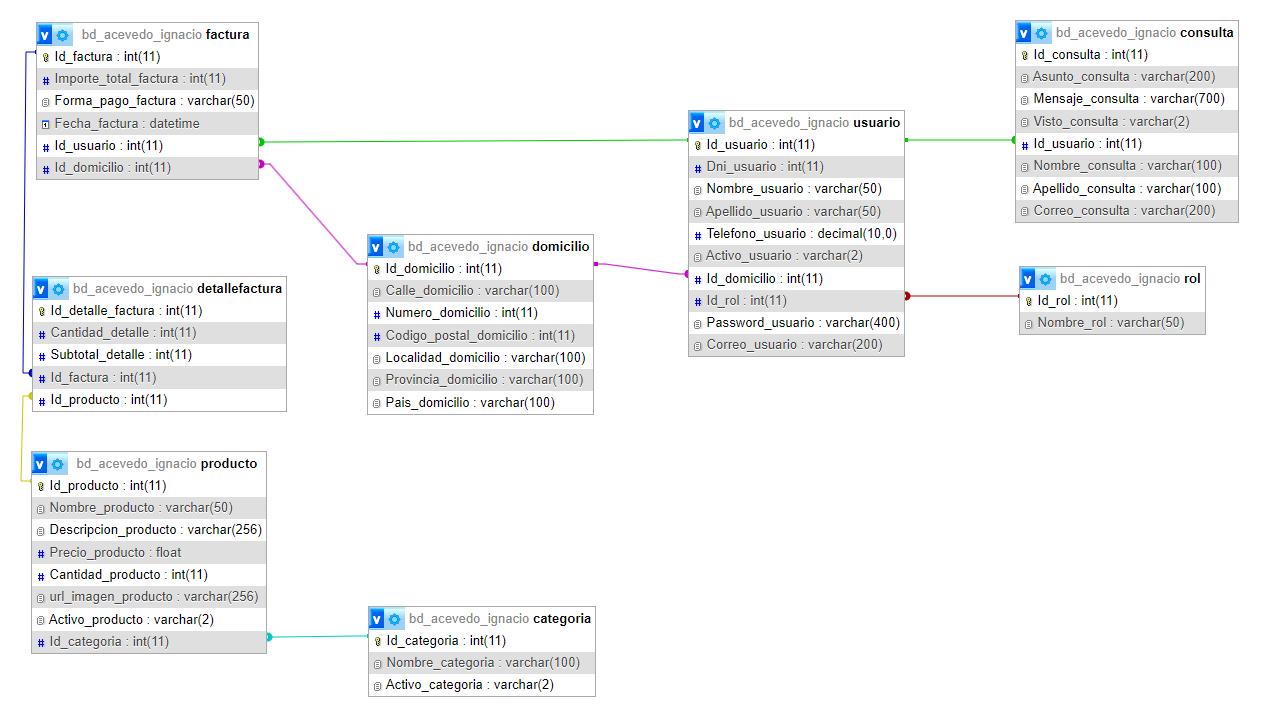 bd_acevedo_ignacio factura
Id_factura : int(11)
Importe_total_factura : int(11)
Forma_pago_factura : varchar(50)
Fecha_factura : datetime
Id_usuario : int(11)
Id_domicilio : int(11)
bd_acevedo_ignacio detallefactura
Id_detalle_factura : int(11)
Cantidad_detalle : int(11)
Subtotal_detalle : int(11)
Id_factura : int(11)
Id_producto : int(11)
bd_acevedo_ignacio producto
Id_producto : int(11)
Nombre_producto : varchar(50)
Descripcion_producto : varchar(256)
Precio_producto : float
Cantidad_producto : int(11)
url_imagen_producto : varchar(256)
Activo_producto : varchar(2)
Id_categoria : int(11)
bd_acevedo_ignacio domicilio
Id_domicilio : int(11)
Calle_domicilio : varchar(100)
Numero_domicilio : int(11)
Codigo_postal_domicilio : int(11)
Localidad_domicilio : varchar(100)
Provincia_domicilio : varchar(100)
Pais_domicilio : varchar(100)
bd_acevedo_ignacio categoria
Id_categoria : int(11)
Nombre_categoria : varchar(100)
Activo_categoria : varchar(2)
bd_acevedo_ignacio usuario
Id_usuario : int(11)
Dni_usuario : int(11)
Nombre_usuario : varchar(50)
Apellido_usuario : varchar(50)
Telefono_usuario : decimal(10,0)
Activo_usuario : varchar(2)
Id_domicilio : int(11)
Id_rol : int(11)
Password_usuario : varchar(400)
Correo_usuario : varchar(200)
bd_acevedo_ignacio consulta
Id_consulta : int(11)
Asunto_consulta : varchar(200)
Mensaje_consulta : varchar(700)
Visto_consulta : varchar(2)
Id_usuario : int(11)
Nombre_consulta : varchar(100)
Apellido_consulta : varchar(100)
Correo_consulta : varchar(200)
bd_acevedo_ignacio rol
Id_rol : int(11)
Nombre_rol : varchar(50)